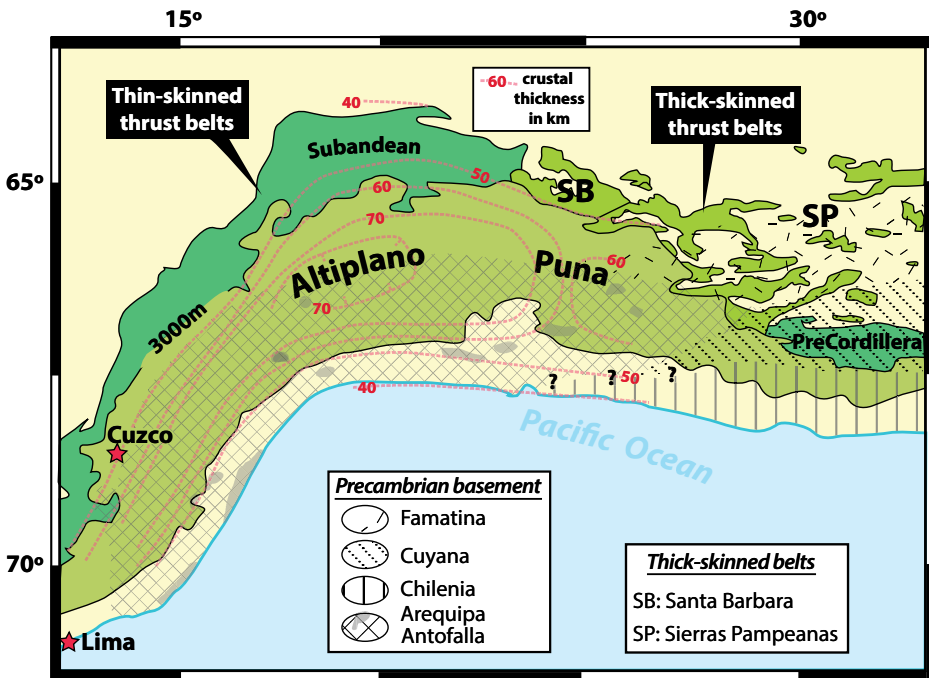 15º
30º
Thin-skinned
thrust belts
40
60
crustal
thickness
in km
Thick-skinned
thrust belts
Subandean
50
65º
60
SB
SP
70
Altiplano
Puna
60
70
3000m
PreCordillera
?
?
?
50
40
Cuzco
Pacific Ocean
Precambrian basement
Famatina
Cuyana
Chilenia
Arequipa
Antofalla
Thick-skinned belts
SB: Santa Barbara
SP: Sierras Pampeanas
70º
Lima